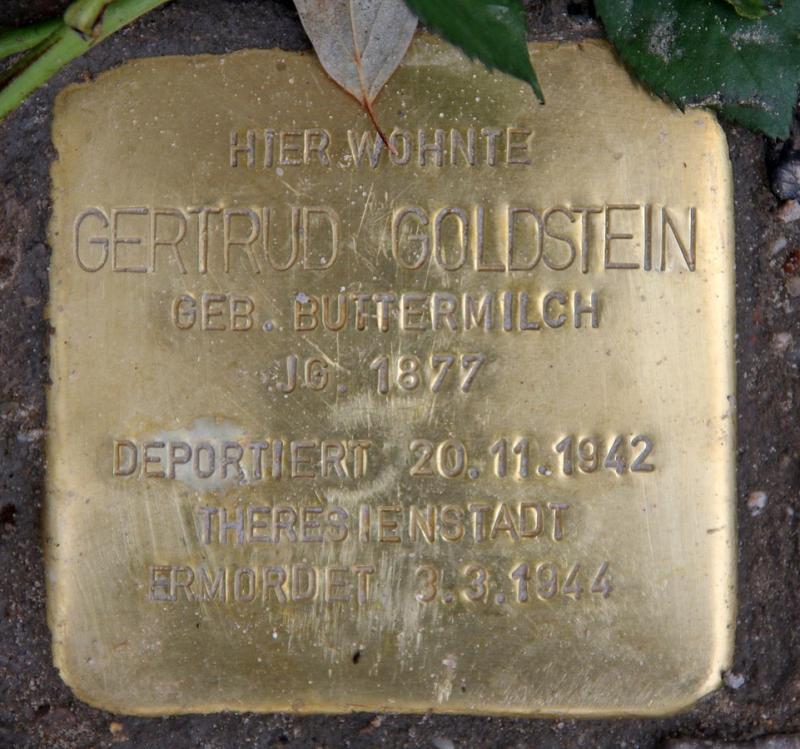 HIER WOHNTE
GERTRUD GOLDSTEIN
GEB. BUTTERMILCH
JG. 1877
DEPORTIERT 20.11.1942
THERESIENSTADT
ERMORDET 3.3.1944